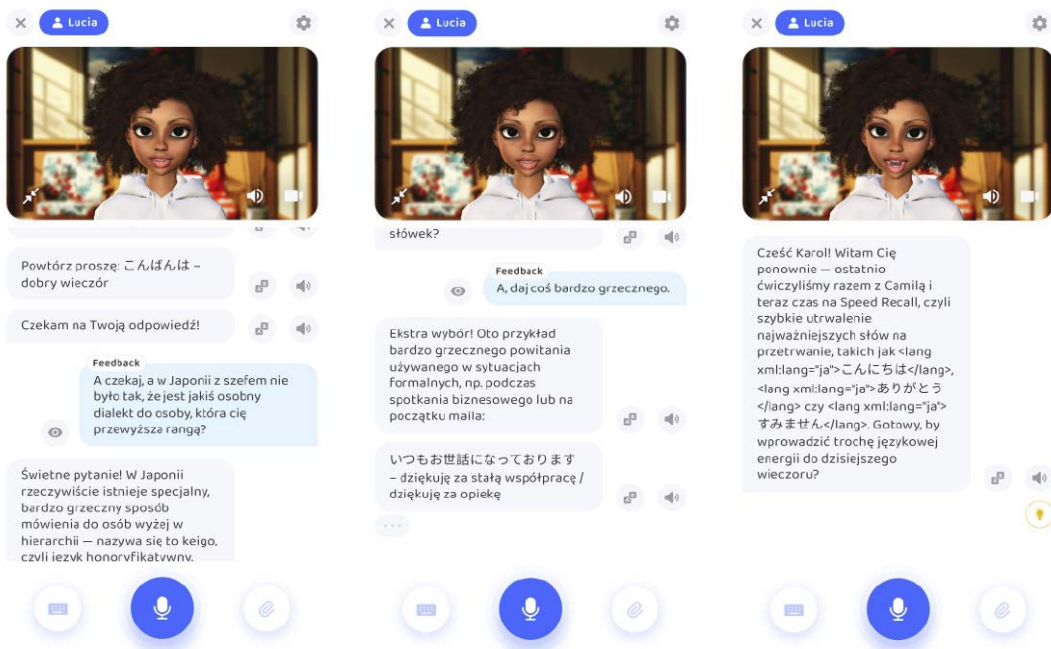 Lucia
Powtórz proszę: こんばんは –
dobry wieczór
Czekam na Twoją odpowiedź!
Feedback
A czekaj, a w Japonii z szefem nie
było tak, że jest jakiś osobny
dialekt do osoby, która cię
przewyższa rangą?
Świetne pytanie! W Japonii
rzeczywiście istnieje specjalny,
bardzo grzeczny sposób
mówienia do osób wyżej w
hierarchii — nazywa się to keigo,
czyli język honoryfikatywny.
Lucia
słówek?
Feedback
A, daj coś bardzo grzecznego.
Ekstra wybór! Oto przykład
bardzo grzecznego powitania
używanego w sytuacjach
formalnych, np. podczas
spotkania biznesowego lub na
początku maila:
いつもお世話になっております
– dziękuję za stałą współpracę /
dziękuję za opiekę
Lucia
Cześć Karol! Witam Cię
ponownie — ostatnio
ćwiczyliśmy razem z Camilą i
teraz czas na Speed Recall, czyli
szybkie utrwalenie
najważniejszych słów na
przetrwanie, takich jak <lang
xml:lang="ja">こんにちは</lang>,
<lang xml:lang="ja">ありがとう
</lang> czy <lang xml:lang="ja">
すみません</lang>. Gotowy, by
wprowadzić trochę językowej
energii do dzisiejszego
wieczoru?